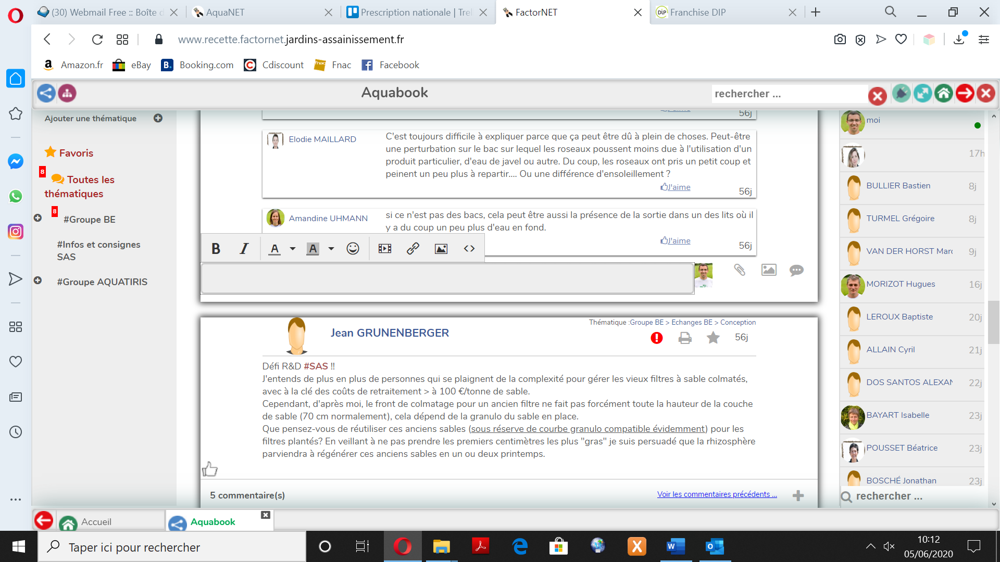 (30) Webmail Free :: Boîte d
AquaNET
Prescription nationale | Trel
FactorNET
Franchise DIP
www.recette.factornet.jardins-assainissement.fr
Amazon.fr
eBay
Booking.com
Cdiscount
Fnac
Facebook
Aquabook
rechercher ...
Ajouter une thématique
Favoris
8
Toutes les
thématiques
8
#Groupe BE
#Infos et consignes
SAS
#Groupe AQUATIRIS
J'aime
56j
Elodie MAILLARD
C'est toujours difficile à expliquer parce que ça peut être dû à plein de choses. Peut-être
une perturbation sur le bac sur lequel les roseaux poussent moins due à l'utilisation d'un
produit particulier, d'eau de javel ou autre. Du coup, les roseaux ont pris un petit coup et
peinent un peu plus à repartir.... Ou une différence d'ensoleillement ?
J'aime
56j
Amandine UHMANN
si ce n'est pas des bacs, cela peut être aussi la présence de la sortie dans un des lits où il
y a du coup un peu plus d'eau en fond.
J'aime
56j
B I A A
Jean GRUNENBERGER
Thématique :Groupe BE > Echanges BE > Conception
56j
Défi R&D #SAS !!
J'entends de plus en plus de personnes qui se plaignent de la complexité pour gérer les vieux filtres à sable colmatés,
avec à la clé des coûts de retraitement > à 100 €/tonne de sable.
Cependant, d'après moi, le front de colmatage pour un ancien filtre ne fait pas forcément toute la hauteur de la couche
de sable (70 cm normalement), cela dépend de la granulo du sable en place.
Que pensez-vous de réutiliser ces anciens sables (sous réserve de courbe granulo compatible évidemment) pour les
filtres plantés? En veillant à ne pas prendre les premiers centimètres les plus "gras" je suis persuadé que la rhizosphère
parviendra à régénérer ces anciens sables en un ou deux printemps.
5 commentaire(s)
Voir les commentaires précédents ...
moi
17h
BULLIER Bastien 8j
TURMEL Grégoire 8j
VAN DER HORST Marc 9j
MORIZOT Hugues 16j
LEROUX Baptiste 20j
ALLAIN Cyril 21j
DOS SANTOS ALEXAN 22j
BAYART Isabelle 23j
POUSSET Béatrice 23j
BOSCHÉ Jonathan 23j
rechercher ...
Accueil
Aquabook
Taper ici pour rechercher
10:12
05/06/2020